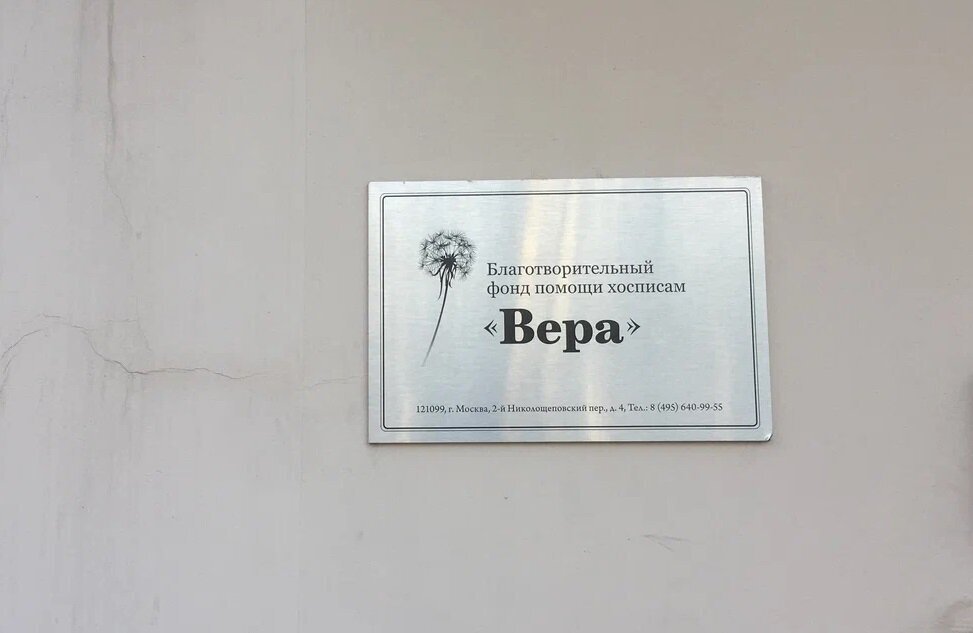 Благотворительный
фонд помощи хосписам
«Вера»
121099, г. Москва, 2-й Николощеповский пер., д. 4, Тел.: 8 (495) 640-99-55